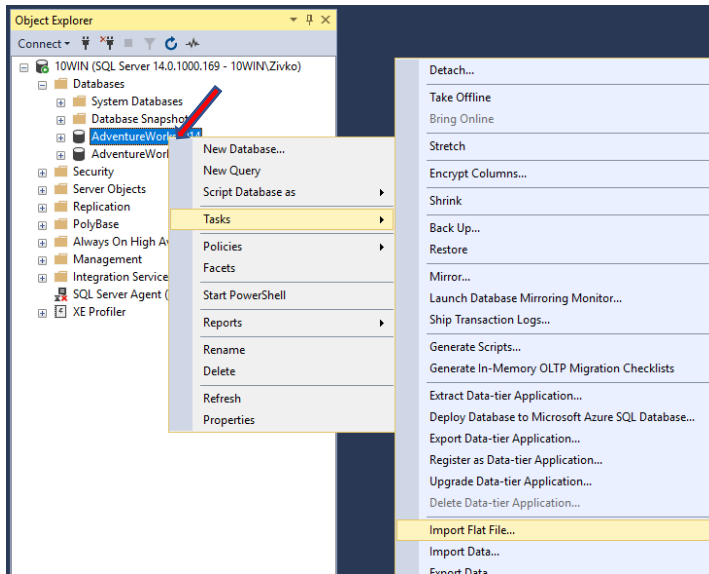 Object Explorer
Connect
10WIN (SQL Server 14.0.1000.169 - 10WIN\Zivko)
Databases
System Databases
Database Snapshot
AdventureWor
AdventureWor
Security
Server Objects
Replication
PolyBase
Always On High A
Management
Integration Service
SQL Server Agent (
XE Profiler
New Database...
New Query
Script Database as
Tasks
Policies
Facets
Start PowerShell
Reports
Rename
Delete
Refresh
Properties
Detach...
Take Offline
Bring Online
Stretch
Encrypt Columns...
Shrink
Back Up...
Restore
Mirror...
Launch Database Mirroring Monitor...
Ship Transaction Logs...
Generate Scripts...
Generate In-Memory OLTP Migration Checklists
Extract Data-tier Application...
Deploy Database to Microsoft Azure SQL Database...
Export Data-tier Application...
Register as Data-tier Application...
Upgrade Data-tier Application...
Delete Data-tier Application...
Import Flat File...
Import Data...
Export Data